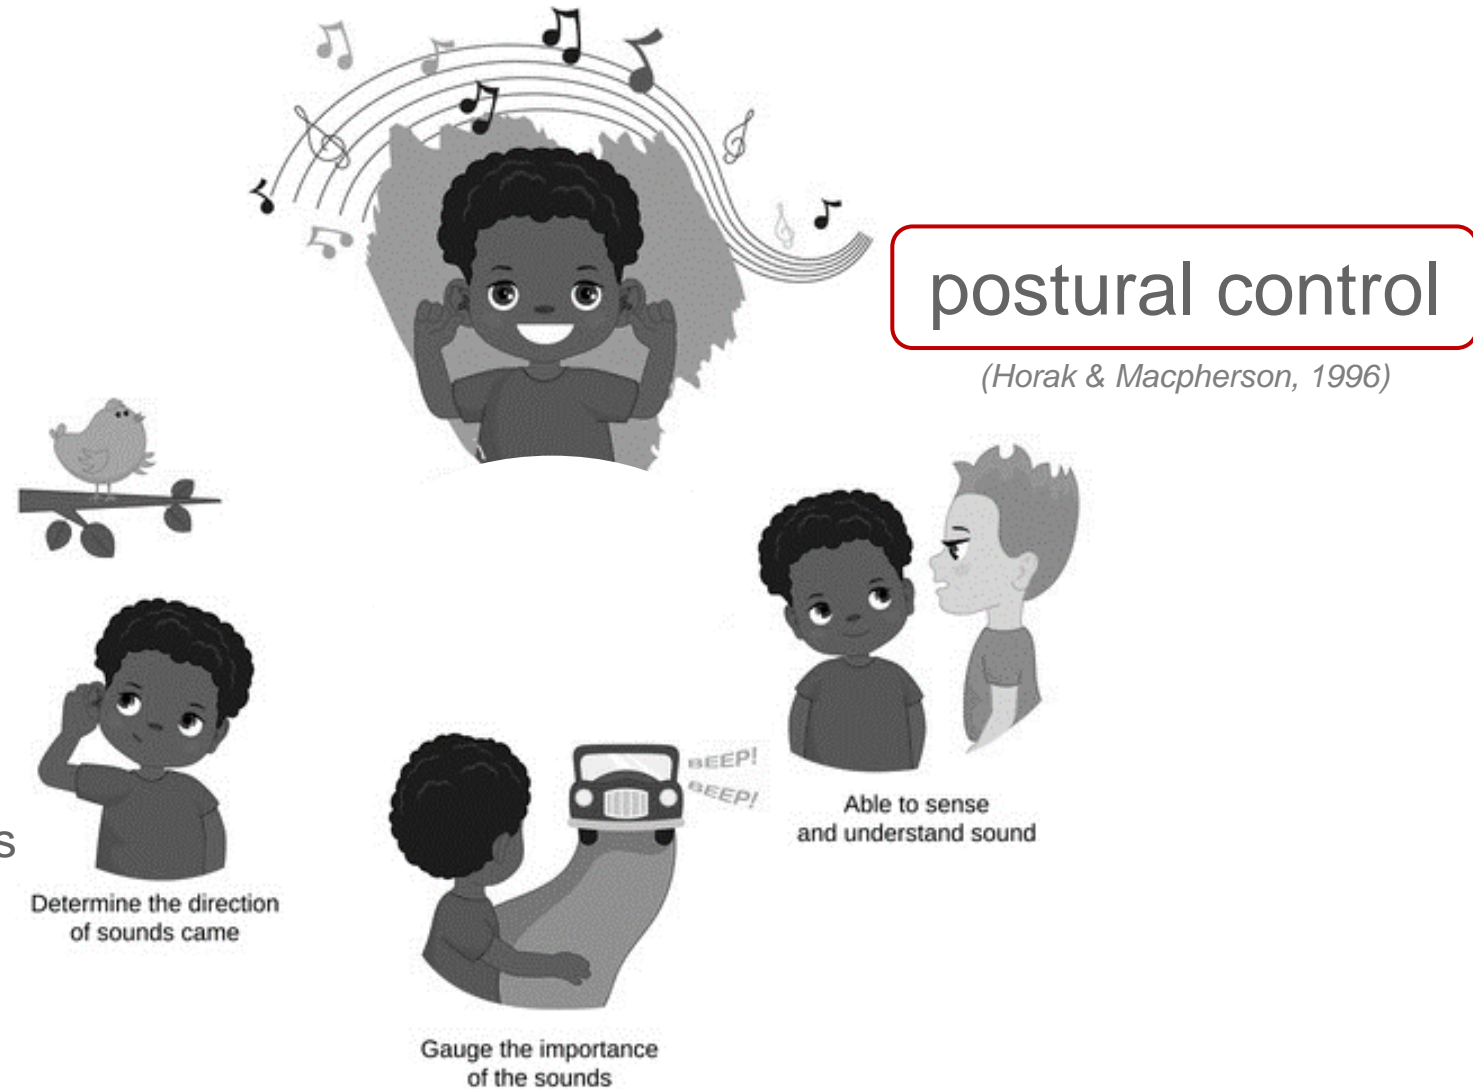 postural control
(Horak & Macpherson, 1996)
BEEP!
BEEP!
Able to sense
and understand sound
s
Determine the direction
of sounds came
Gauge the importance
of the sounds